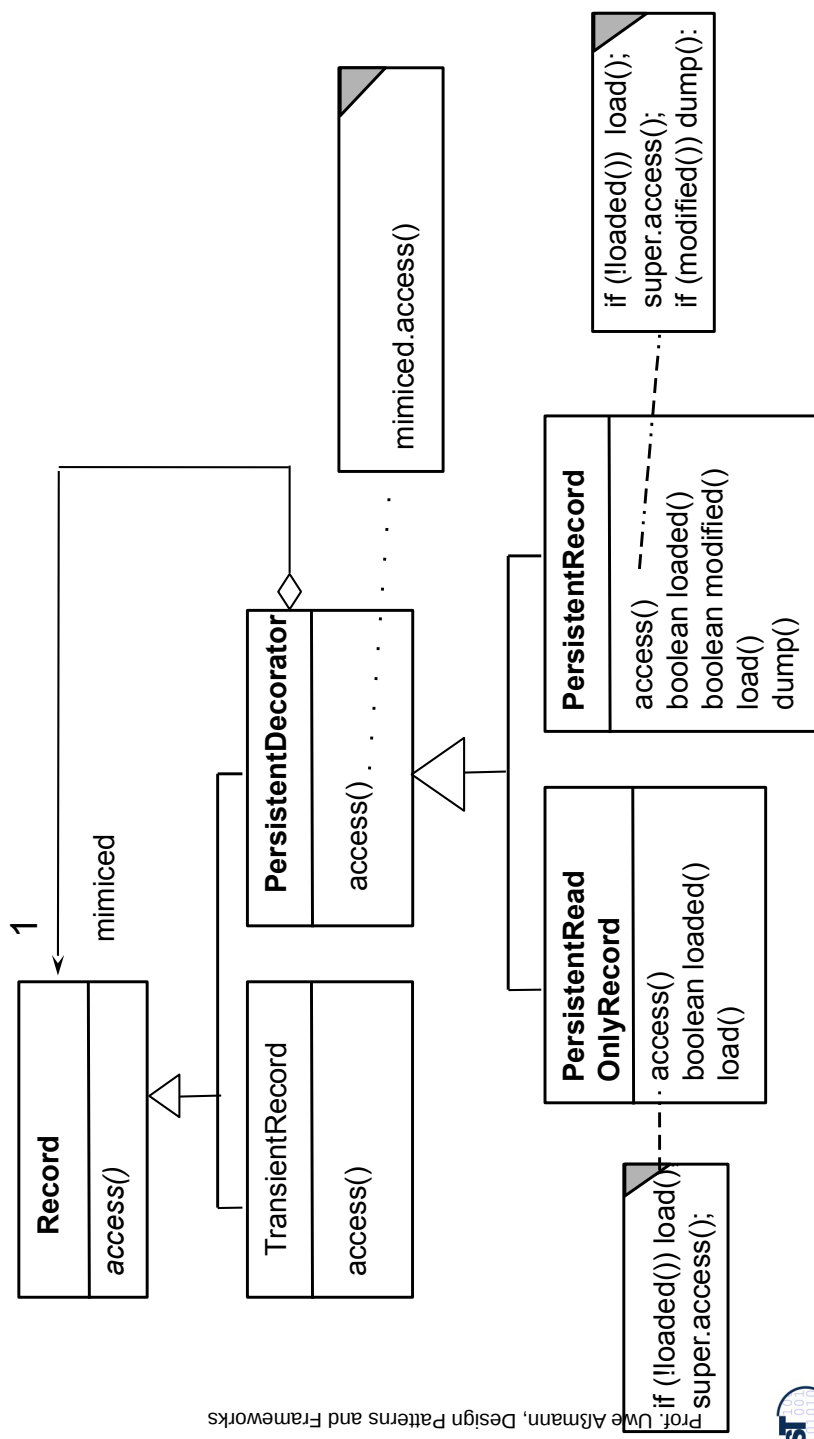 Record
access()
1
mimiced
TransientRecord
access()
PersistentDecorator
access()
mimiced.access()
PersistentRead
OnlyRecord
access()
boolean loaded()
load()
if (!loaded()) load()
super.access();
PersistentRecord
access()
boolean loaded()
boolean modified()
load()
dump()
if (!loaded())  load();
super.access();
if (modified()) dump():
Prof. Uwe Aßmann, Design Patterns and Frameworks